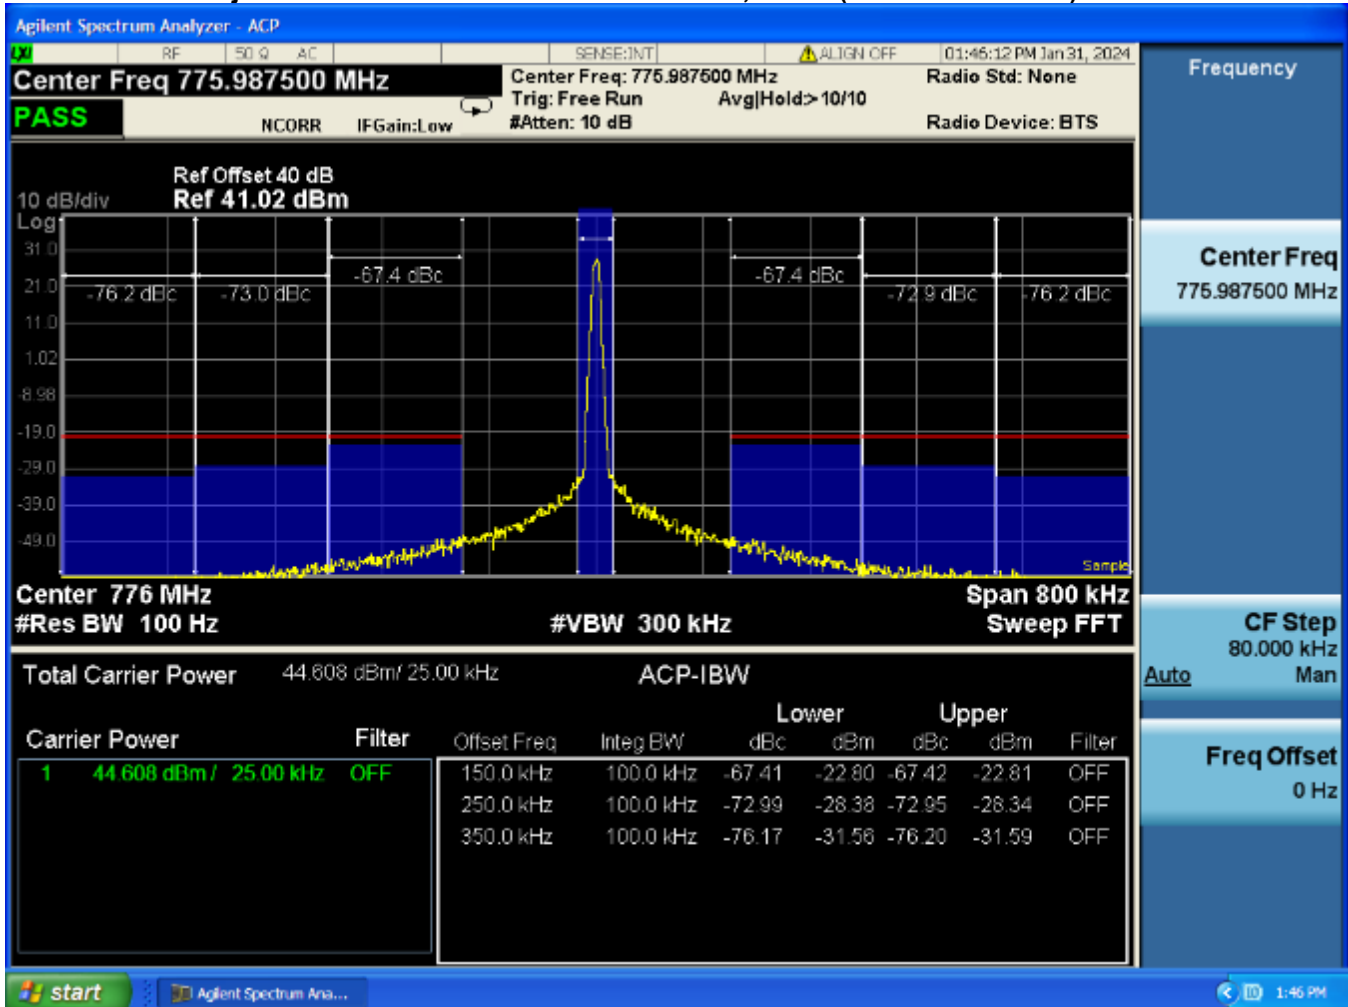 Agilent Spectrum Analyzer - ACP
LXI RF 50 Ω AC SENSE:INT ALIGN OFF 01:46:12 PM Jan 31, 2024
Center Freq 775.987500 MHz
Center Freq: 775.987500 MHz Radio Std: None
Trig: Free Run Avg|Hold:>10/10
PASS NCORR IFGain:Low #Atten: 10 dB Radio Device: BTS
Frequency
Ref Offset 40 dB
10 dB/div Ref 41.02 dBm
Log
31.0
21.0
11.0
1.02
-8.98
-19.0
-29.0
-39.0
-49.0
-76.2 dBc -73.0 dBc -67.4 dBc -67.4 dBc -72.9 dBc -76.2 dBc
Sample
Center 776 MHz Span 800 kHz
#Res BW 100 Hz #VBW 300 kHz Sweep FFT
Total Carrier Power 44.608 dBm/ 25.00 kHz ACP-IBW
Lower Upper
Carrier Power Filter Offset Freq Integ BW dBc dBm dBc dBm Filter
1 44.608 dBm / 25.00 kHz OFF 150.0 kHz 100.0 kHz -67.41 -22.80 -67.42 -22.81 OFF
250.0 kHz 100.0 kHz -72.99 -28.38 -72.95 -28.34 OFF
350.0 kHz 100.0 kHz -76.17 -31.56 -76.20 -31.59 OFF
Center Freq
775.987500 MHz
CF Step
80.000 kHz
Auto Man
Freq Offset
0 Hz
start Agilent Spectrum Ana... 1:46 PM